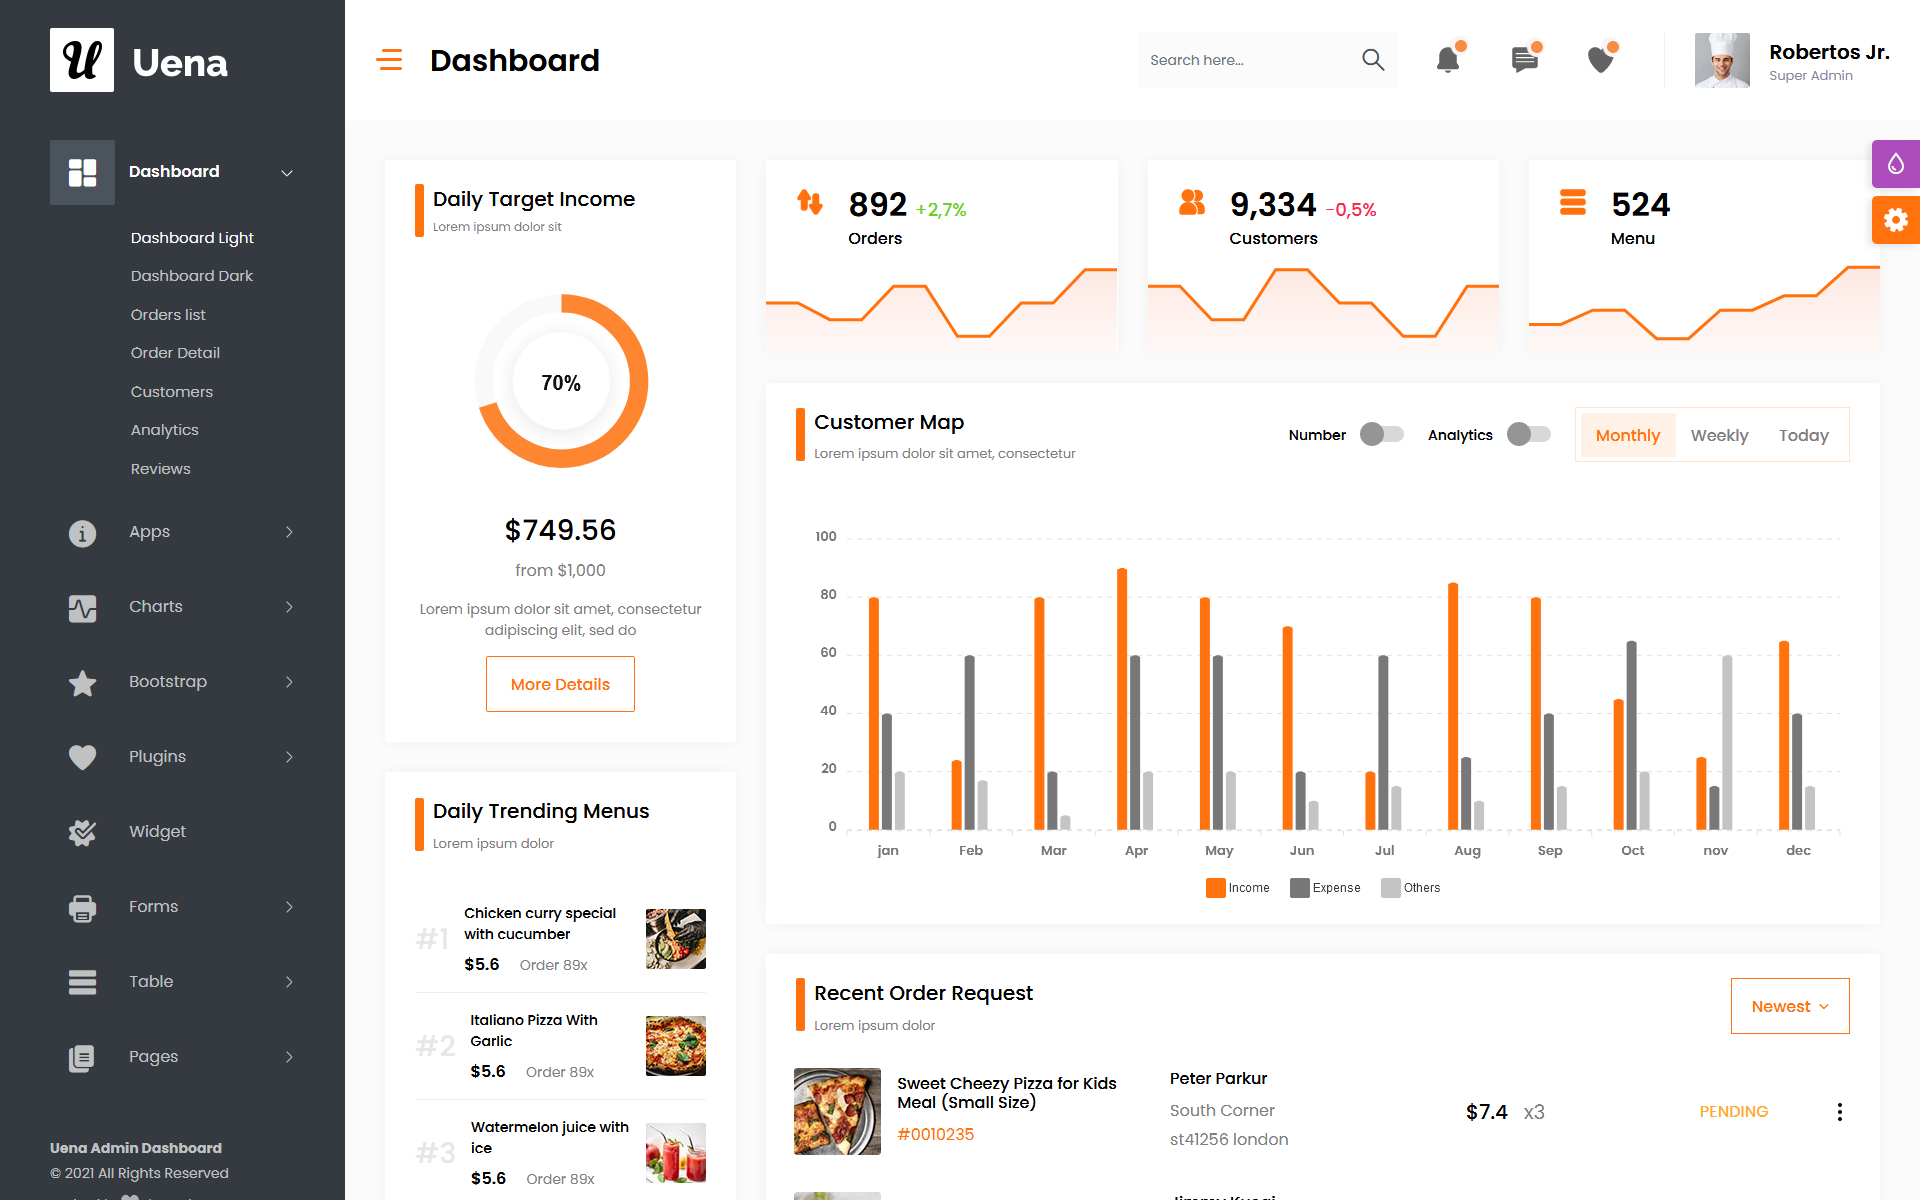 U Uena
Dashboard
Dashboard Light
Dashboard Dark
Orders list
Order Detail
Customers
Analytics
Reviews
Apps
Charts
Bootstrap
Plugins
Widget
Forms
Table
Pages
Uena Admin Dashboard
© 2021 All Rights Reserved
Dashboard
Search here...
Robertos Jr.
Super Admin
Daily Target Income
Lorem ipsum dolor sit
70%
$749.56
from $1,000
Lorem ipsum dolor sit amet, consectetur
adipiscing elit, sed do
More Details
892 +2,7%
Orders
9,334 -0,5%
Customers
524
Menu
Customer Map
Lorem ipsum dolor sit amet, consectetur
Number Analytics Monthly Weekly Today
100
80
60
40
20
0
jan Feb Mar Apr May Jun Jul Aug Sep Oct nov dec
Income Expense Others
Daily Trending Menus
Lorem ipsum dolor
#1
Chicken curry special
with cucumber
$5.6 Order 89x
#2
Italiano Pizza With
Garlic
$5.6 Order 89x
#3
Watermelon juice with
ice
$5.6 Order 89x
Recent Order Request
Lorem ipsum dolor
Newest
Sweet Cheezy Pizza for Kids
Meal (Small Size)
#0010235
Peter Parkur
South Corner
st41256 london
$7.4 x3
PENDING